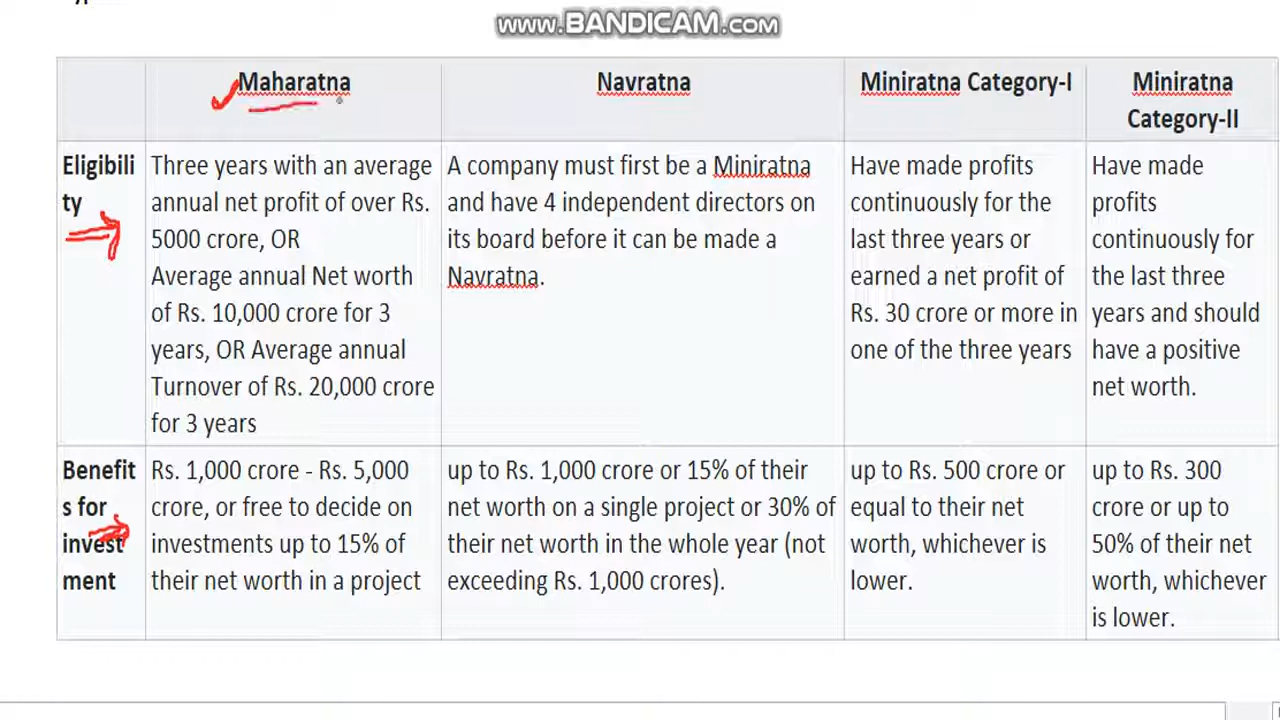 www.BANDICAM.com
Maharatna
Navratna
Miniratna Category-I
Miniratna
Category-II
Eligibili
ty
Three years with an average
annual net profit of over Rs.
5000 crore, OR
Average annual Net worth
of Rs. 10,000 crore for 3
years, OR Average annual
Turnover of Rs. 20,000 crore
for 3 years
A company must first be a Miniratna
and have 4 independent directors on
its board before it can be made a
Navratna.
Have made profits
continuously for the
last three years or
earned a net profit of
Rs. 30 crore or more in
one of the three years
Have made
profits
continuously for
the last three
years and should
have a positive
net worth.
Benefit
s for
invest
ment
Rs. 1,000 crore - Rs. 5,000
crore, or free to decide on
investments up to 15% of
their net worth in a project
up to Rs. 1,000 crore or 15% of their
net worth on a single project or 30% of
their net worth in the whole year (not
exceeding Rs. 1,000 crores).
up to Rs. 500 crore or
equal to their net
worth, whichever is
lower.
up to Rs. 300
crore or up to
50% of their net
worth, whichever
is lower.